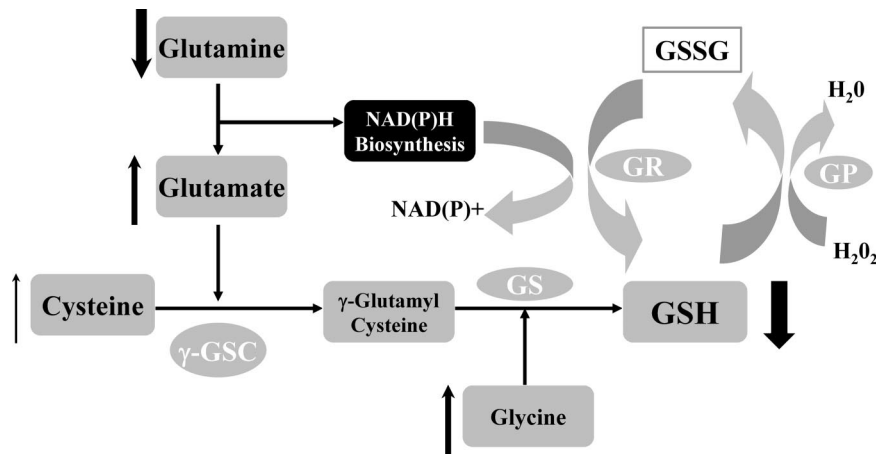 Glutamine
GSSG
H₂0
NAD(P)H
Biosynthesis
GR
GP
Glutamate
NAD(P)+
H₂0₂
Cysteine
γ-Glutamyl
Cysteine
GS
GSH
γ-GSC
Glycine